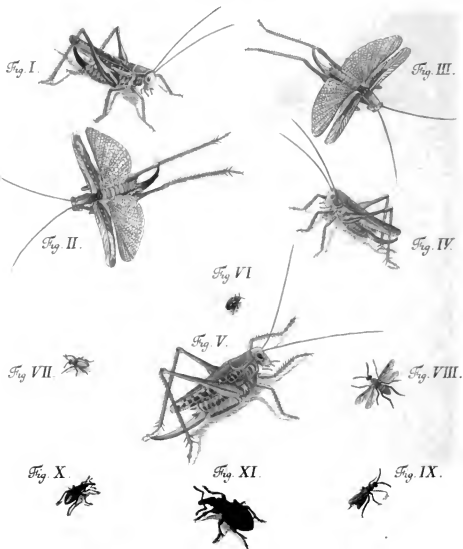 Fig. I.
Fig. III.
Fig. II.
Fig. IV.
Fig VI
Fig. V.
Fig VII
Fig. VIII.
Fig. X.
Fig. XI
Fig. IX.